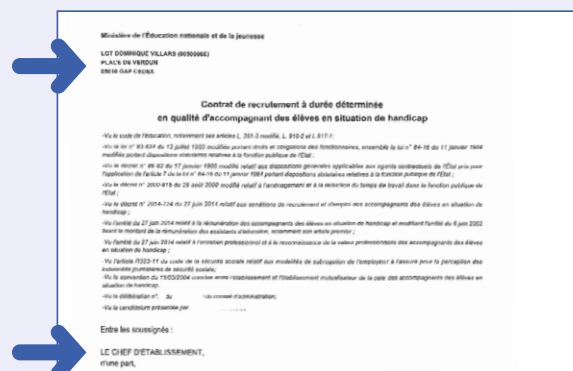 Ministère de l'Éducation nationale et de la jeunesse
LGT DOMINIQUE VILLARS
PLACE DE VERDUN
05010 GAP CEDEX
Contrat de recrutement à durée déterminée
en qualité d'accompagnant des élèves en situation de handicap
-Vu le code de l'éducation, notamment ses articles L. 351-3 modifié, L. 916-2 et L.917-1;
-Vu la loi n° 83-634 du 13 juillet 1983 modifiée portant droits et obligations des fonctionnaires, ensemble la loi n° 84-16 du 11 janvier 1984
modifiée portant dispositions statutaires relatives à la fonction publique de l'État ;
-Vu le décret n° 86-83 du 17 janvier 1986 modifié relatif aux dispositions générales applicables aux agents contractuels de l'État pris pour
l'application de l'article 7 de la loi n° 84-16 du 11 janvier 1984 portant dispositions statutaires relatives à la fonction publique de l'État ;
-Vu le décret n° 2000-815 du 25 août 2000 modifié relatif à l'aménagement et à la réduction du temps de travail dans la fonction publique de
l'État ;
-Vu le décret n° 2014-724 du 27 juin 2014 relatif aux conditions de recrutement et d'emploi des accompagnants des élèves en situation de
handicap ;
-Vu l'arrêté du 27 juin 2014 relatif à la rémunération des accompagnants des élèves en situation de handicap et modifiant l'arrêté du 6 juin 2003
fixant le montant de la rémunération des assistants d'éducation, notamment son article premier ;
-Vu l'arrêté du 27 juin 2014 relatif à l'entretien professionnel et à la reconnaissance de la valeur professionnelle des accompagnants des élèves
en situation de handicap ;
-Vu l'article R323-11 du code de la sécurité sociale relatif aux modalités de subrogation de l'employeur à l'assuré pour la perception des
indemnités journalières de sécurité sociale;
-Vu la convention du conclue entre l'établissement et l'établissement mutualisateur de la paie des accompagnants des élèves en
situation de handicap.
-Vu la délibération n°. du du conseil d'administration;
-Vu la candidature présentée par
Entre les soussignés :
LE CHEF D'ÉTABLISSEMENT,
d'une part,